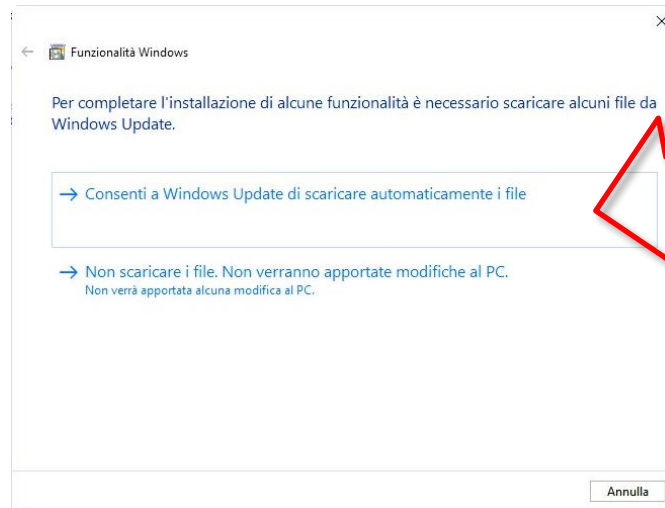 Funzionalità Windows
Per completare l'installazione di alcune funzionalità è necessario scaricare alcuni file da
Windows Update.
Consenti a Windows Update di scaricare automaticamente i file
Non scaricare i file. Non verranno apportate modifiche al PC.
Non verrà apportata alcuna modifica al PC.
Annulla